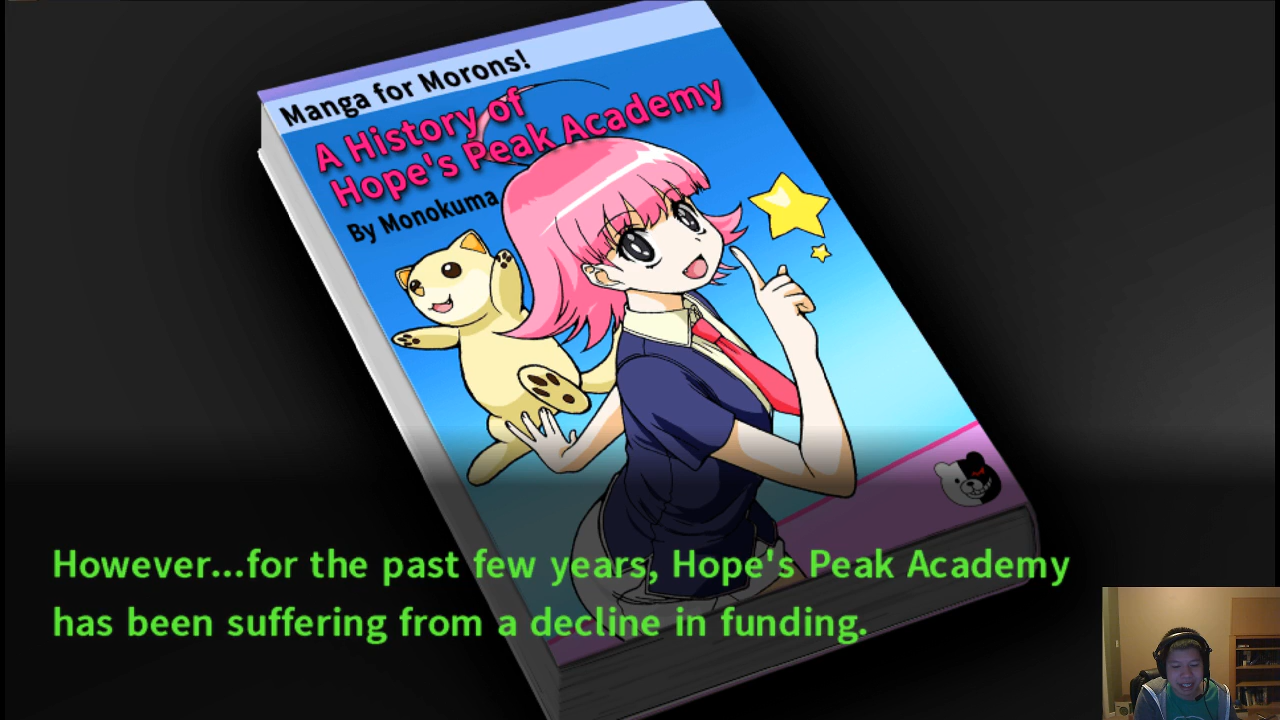 Manga for Morons!
A History of
Hope's Peak Academy
By Monokuma
However...for the past few years, Hope's Peak Academy
has been suffering from a decline in funding.